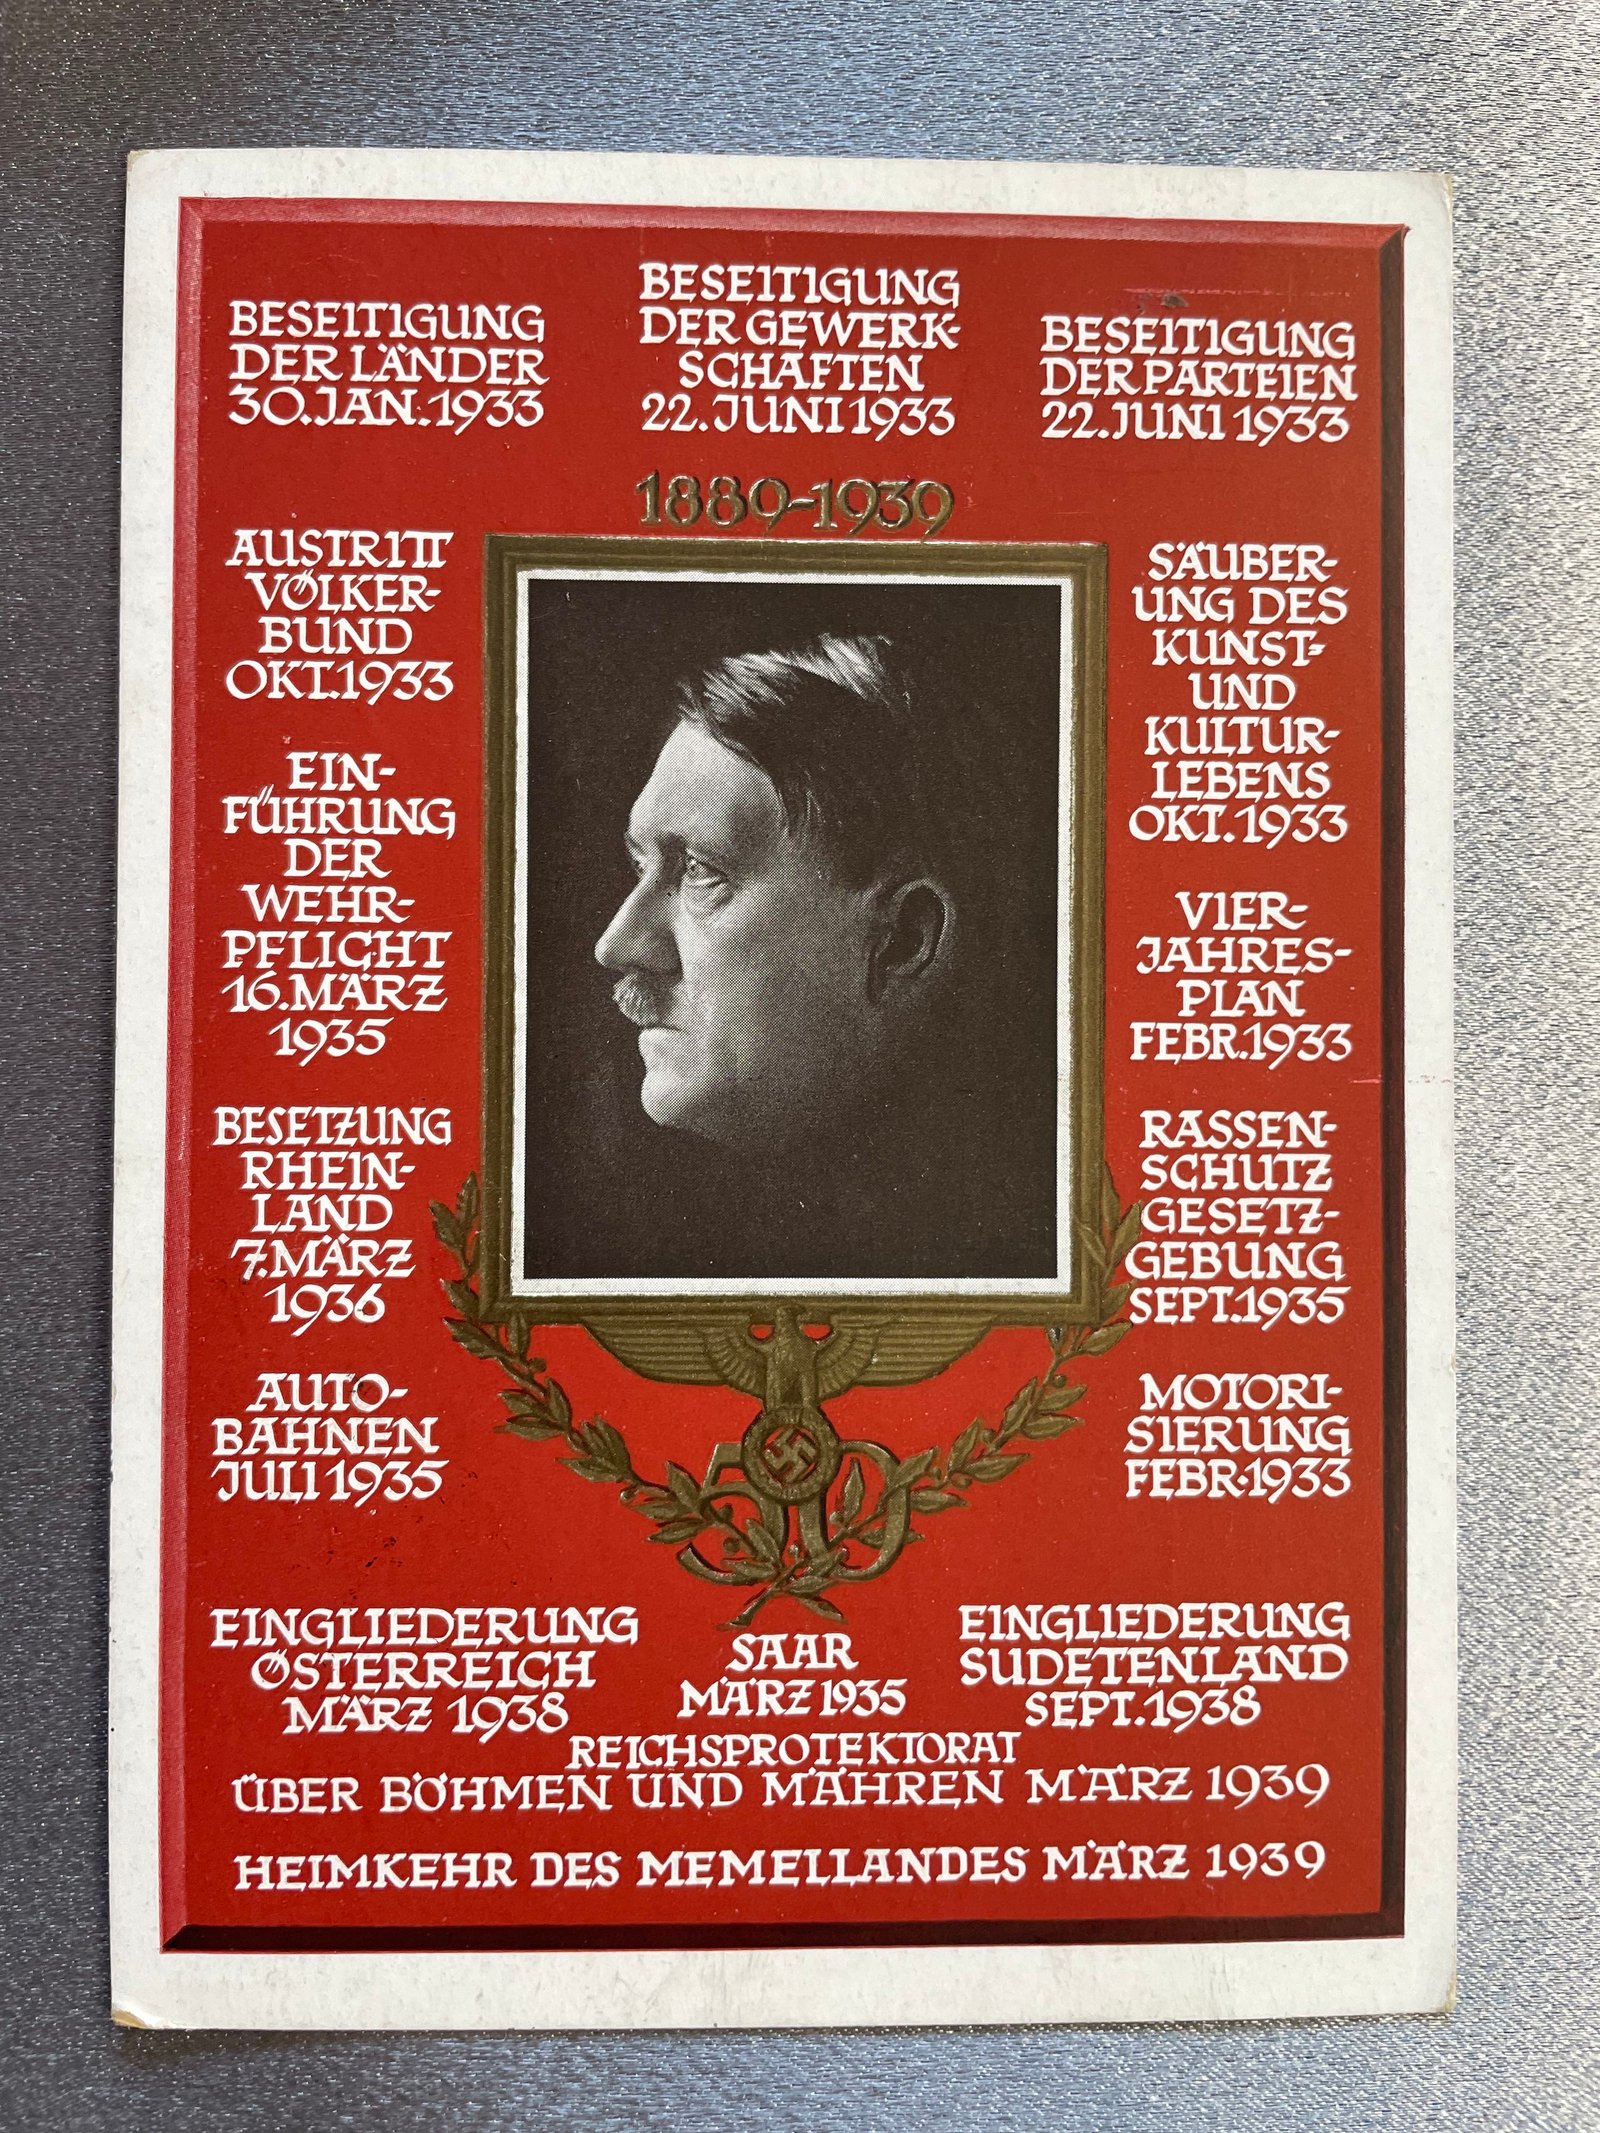 BESEITIGUNG
DER LÄNDER
30. JAN. 1933
BESEITIGUNG
DER GEWERK-
SCHAFTEN
22. JUNI 1933
BESEITIGUNG
DER PARTEIEN
22. JUNI 1933
1889-1939
AUSTRITT
VÖLKER-
BUND
OKT. 1933
EIN-
FÜHRUNG
DER
WEHR-
PFLICHT
16. MÄRZ
1935
BESETZUNG
RHEIN-
LAND
7. MÄRZ
1936
AUTO-
BAHNEN
JULI 1935
SÄUBER-
UNG DES
KUNST-
UND
KULTUR-
LEBENS
OKT. 1933
VIER-
JAHRES-
PLAN
FEBR. 1933
RASSEN-
SCHUTZ
GESETZ-
GEBUNG
SEPT. 1935
MOTORI-
SIERUNG
FEBR. 1933
50
EINGLIEDERUNG
ÖSTERREICH
MÄRZ 1938
SAAR
MÄRZ 1935
EINGLIEDERUNG
SUDETENLAND
SEPT. 1938
REICHSPROTEKTORAT
ÜBER BÖHMEN UND MÄHREN MÄRZ 1939
HEIMKEHR DES MEMELLANDES MÄRZ 1939